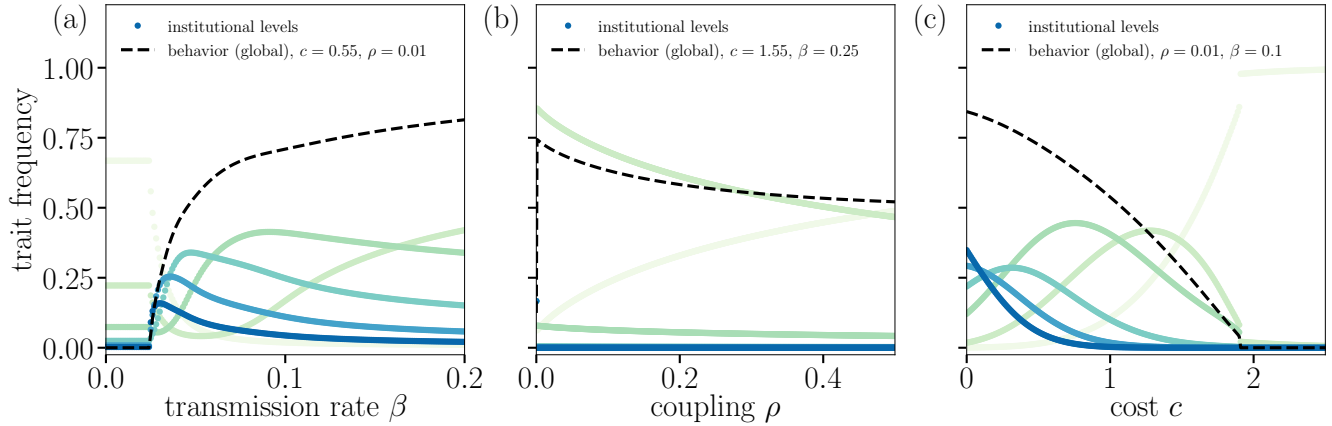 (a)
institutional levels
behavior (global), c = 0.55, ρ = 0.01
trait frequency
1.00
0.75
0.50
0.25
0.00
0.0
0.1
0.2
transmission rate β
(b)
institutional levels
behavior (global), c = 1.55, β = 0.25
0.0
0.2
0.4
coupling ρ
(c)
institutional levels
behavior (global), ρ = 0.01, β = 0.1
0
1
2
cost c